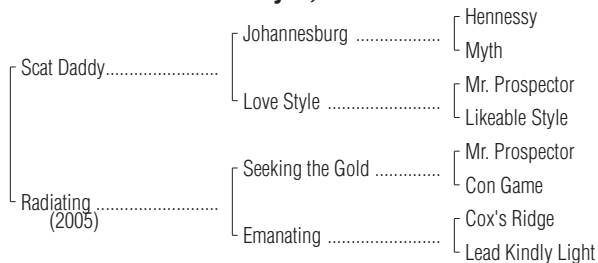 Hennessy
Johannesburg ..................
Myth
Scat Daddy........................
Mr. Prospector
Love Style ........................
Likeable Style
Mr. Prospector
Seeking the Gold ..............
Con Game
Radiating ..........................
(2005)
Cox's Ridge
Emanating ........................
Lead Kindly Light